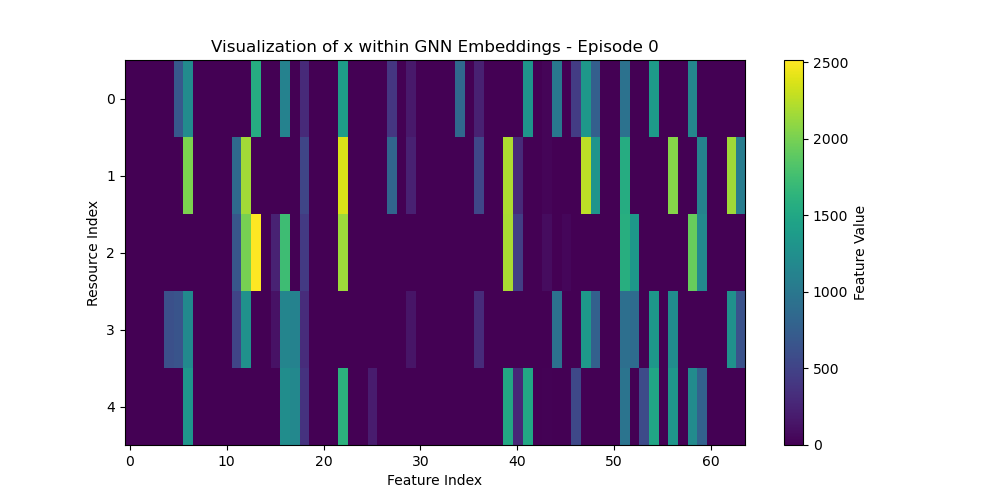 Visualization of x within GNN Embeddings - Episode 0
Resource Index
0
1
2
3
4
0 10 20 30 40 50 60
Feature Index
2500
2000
1500
1000
500
0
Feature Value